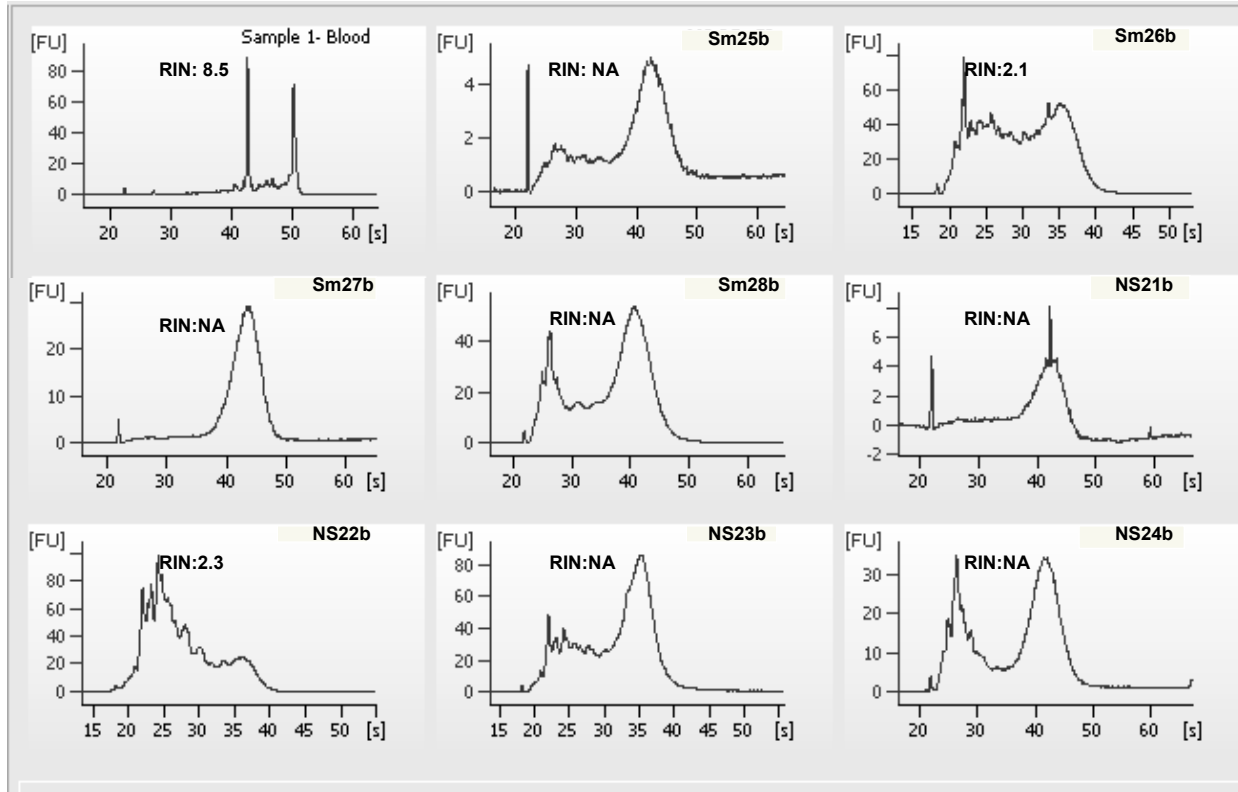 [FU] Sample 1- Blood
RIN: 8.5
80
60
40
20
0
20 30 40 50 60 [s]
[FU] Sm25b
RIN: NA
4
2
0
20 30 40 50 60 [s]
[FU] Sm26b
RIN:2.1
60
40
20
0
15 20 25 30 35 40 45 50 [s]
[FU] Sm27b
RIN:NA
20
10
0
20 30 40 50 60 [s]
[FU] Sm28b
RIN:NA
40
20
0
20 30 40 50 60 [s]
[FU] NS21b
RIN:NA
8
6
4
2
0
-2
20 30 40 50 60 [s]
[FU] NS22b
RIN:2.3
80
60
40
20
0
15 20 25 30 35 40 45 50 [s]
[FU] NS23b
RIN:NA
80
60
40
20
0
15 20 25 30 35 40 45 50 [s]
[FU] NS24b
RIN:NA
30
20
10
0
20 30 40 50 60 [s]